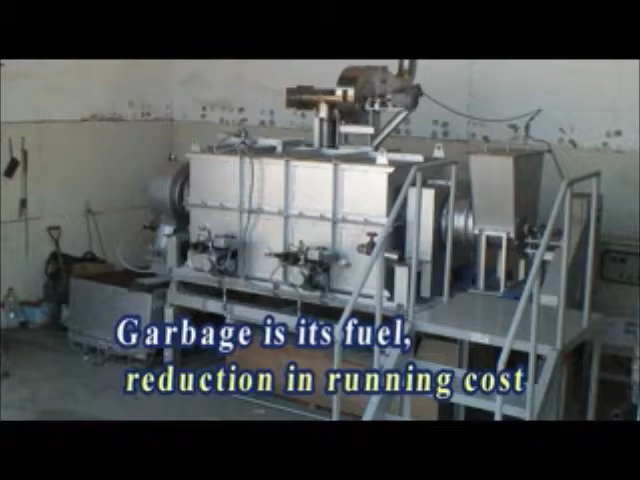 Garbage is its fuel,
reduction in running cost